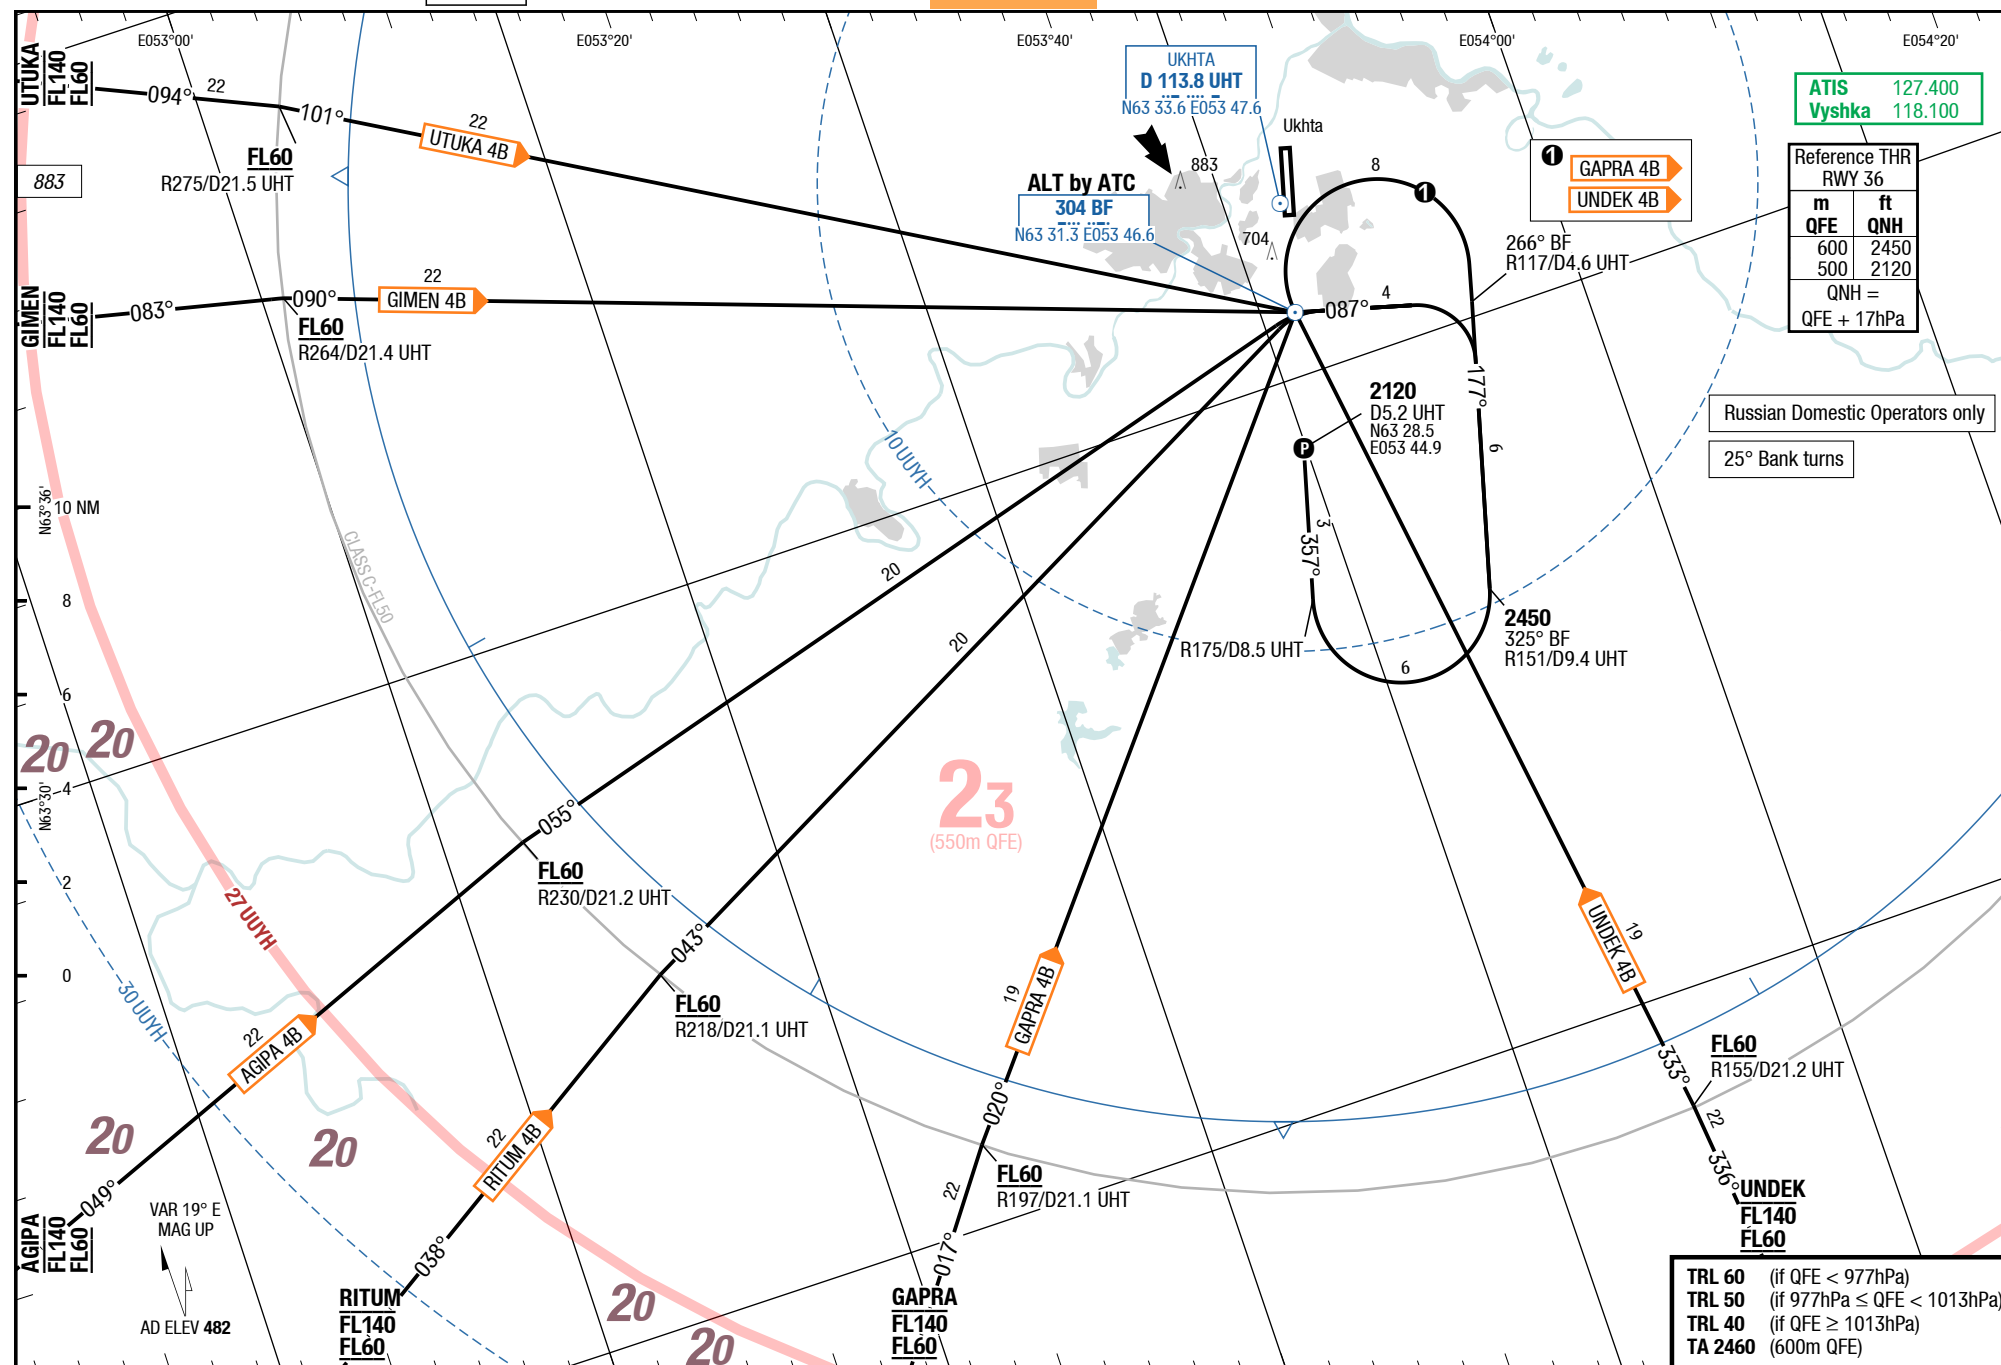 E053°00'
E053°20'
E053°40'
E054°00'
E054°20'
UTUKA
FL140
FL60
094°
22
101°
22
UTUKA 4B
FL60
R275/D21.5 UHT
883
UKHTA
D 113.8 UHT
N63 33.6 E053 47.6
Ukhta
883
ALT by ATC
304 BF
N63 31.3 E053 46.6
704
8
1
1
GAPRA 4B
UNDEK 4B
ATIS 127.400
Vyshka 118.100
Reference THR
RWY 36
m ft
QFE QNH
600 2450
500 2120
QNH =
QFE + 17hPa
266° BF
R117/D4.6 UHT
GIMEN
FL140
FL60
083°
090°
22
GIMEN 4B
FL60
R264/D21.4 UHT
087°
4
177°
6
2120
D5.2 UHT
N63 28.5
E053 44.9
P
3
357°
Russian Domestic Operators only
25° Bank turns
10 UUYH
N63°36'
10 NM
8
6
4
2
0
N63°30'
CLASS C-FL50
20
20
2450
325° BF
R151/D9.4 UHT
R175/D8.5 UHT
6
20
20
23
(550m QFE)
055°
FL60
R230/D21.2 UHT
27 UUYH
30 UUYH
043°
FL60
R218/D21.1 UHT
19
GAPRA 4B
020°
FL60
R197/D21.1 UHT
22
017°
GAPRA
FL140
FL60
19
UNDEK 4B
333°
FL60
R155/D21.2 UHT
22
336°
UNDEK
FL140
FL60
22
AGIPA 4B
049°
AGIPA
FL140
FL60
20
20
22
RITUM 4B
038°
RITUM
FL140
FL60
20
20
VAR 19° E
MAG UP
AD ELEV 482
TRL 60 (if QFE < 977hPa)
TRL 50 (if 977hPa ≤ QFE < 1013hPa)
TRL 40 (if QFE ≥ 1013hPa)
TA 2460 (600m QFE)